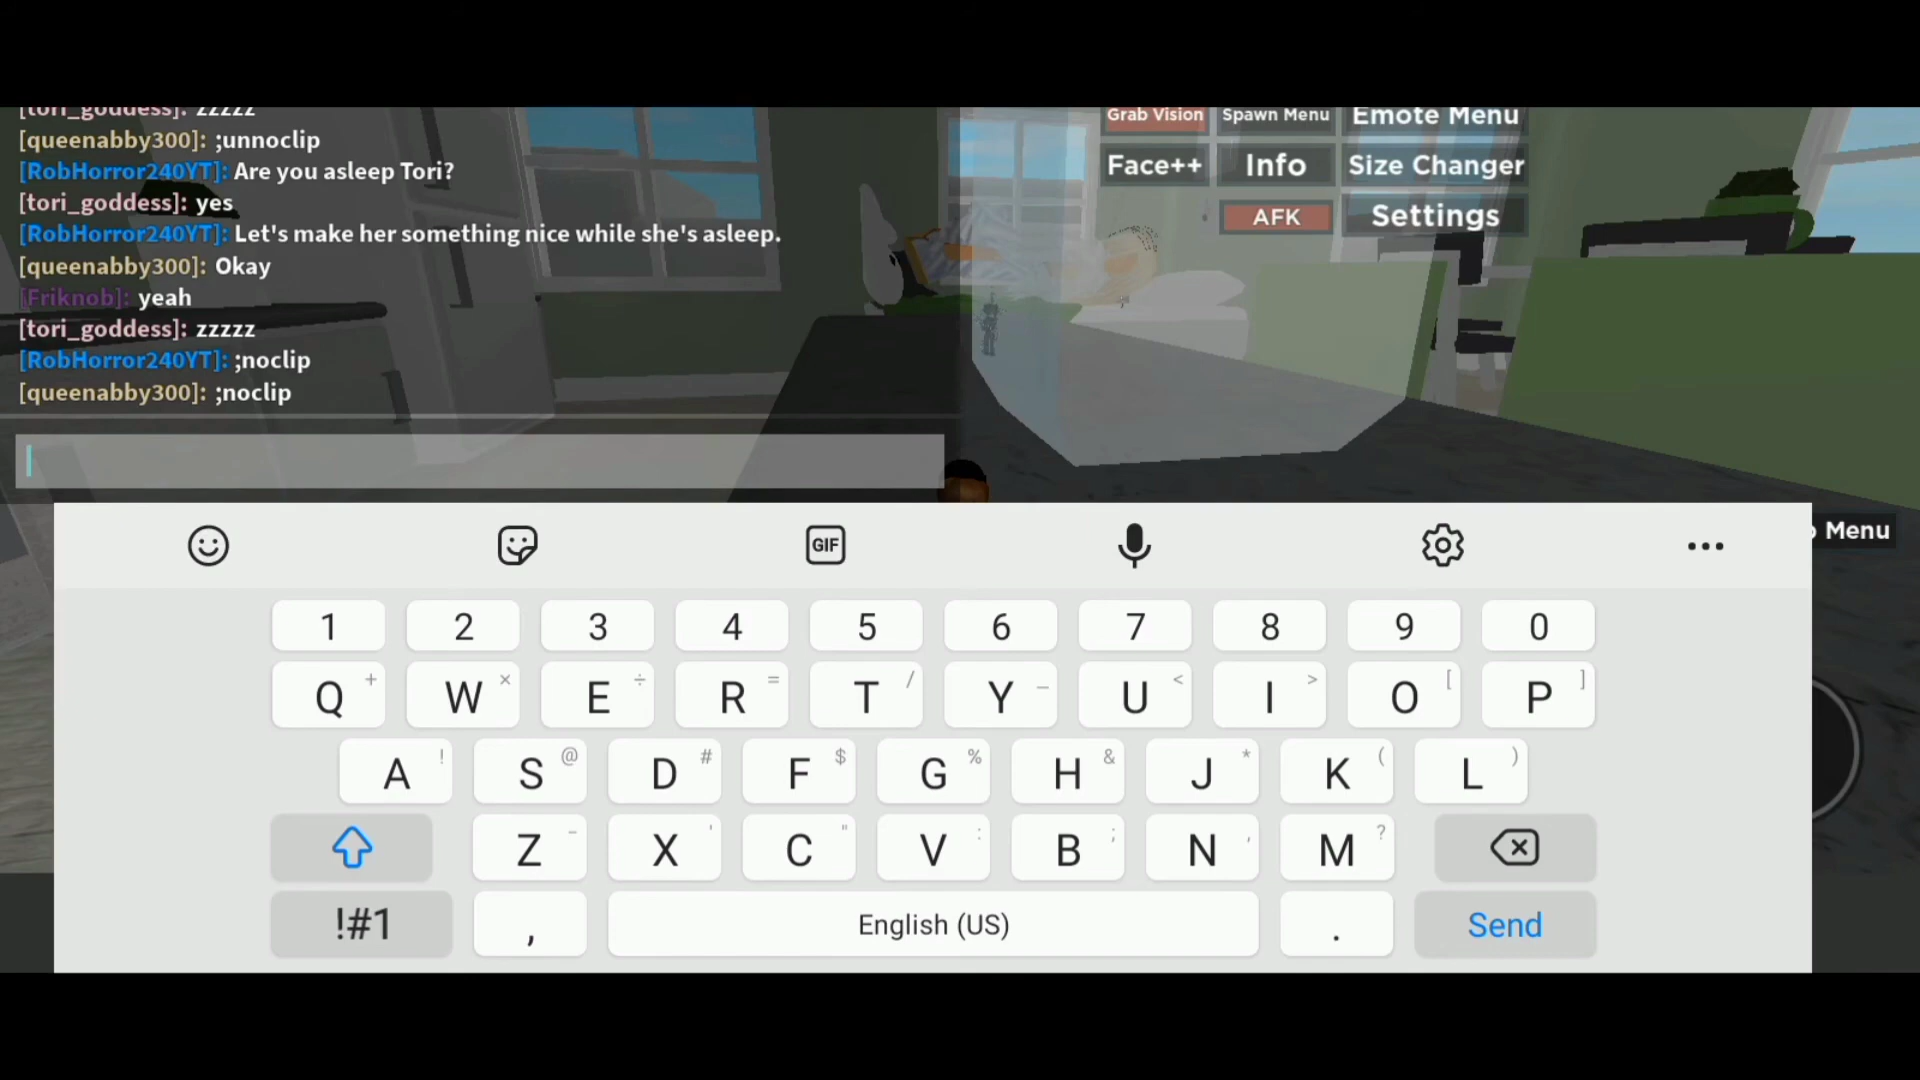 [tori_goddess]: zzzzz
[queenabby300]: ;unnoclip
[RobHorror240YT]: Are you asleep Tori?
[tori_goddess]: yes
[RobHorror240YT]: Let's make her something nice while she's asleep.
[queenabby300]: Okay
[Friknob]: yeah
[tori_goddess]: zzzzz
[RobHorror240YT]: ;noclip
[queenabby300]: ;noclip
Grab Vision Spawn Menu Emote Menu
Face++ Info Size Changer
AFK Settings
Menu
GIF
1 2 3 4 5 6 7 8 9 0
Q + W × E ÷ R = T / Y _ U < I > O [ P ]
A ! S @ D # F $ G % H & J * K ( L )
Z - X ' C " V : B ; N , M ?
!#1 , English (US) . Send